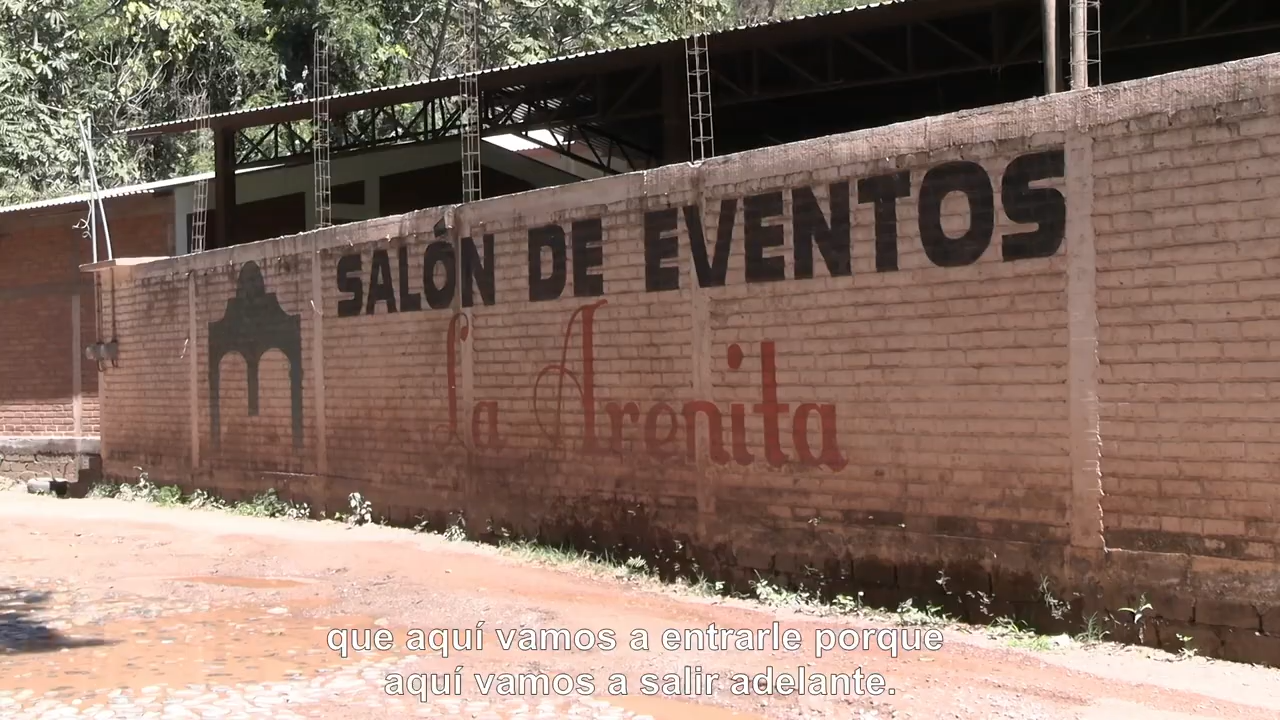 SALÓN DE EVENTOS
La Arenita
que aquí vamos a entrarle porque
aquí vamos a salir adelante.